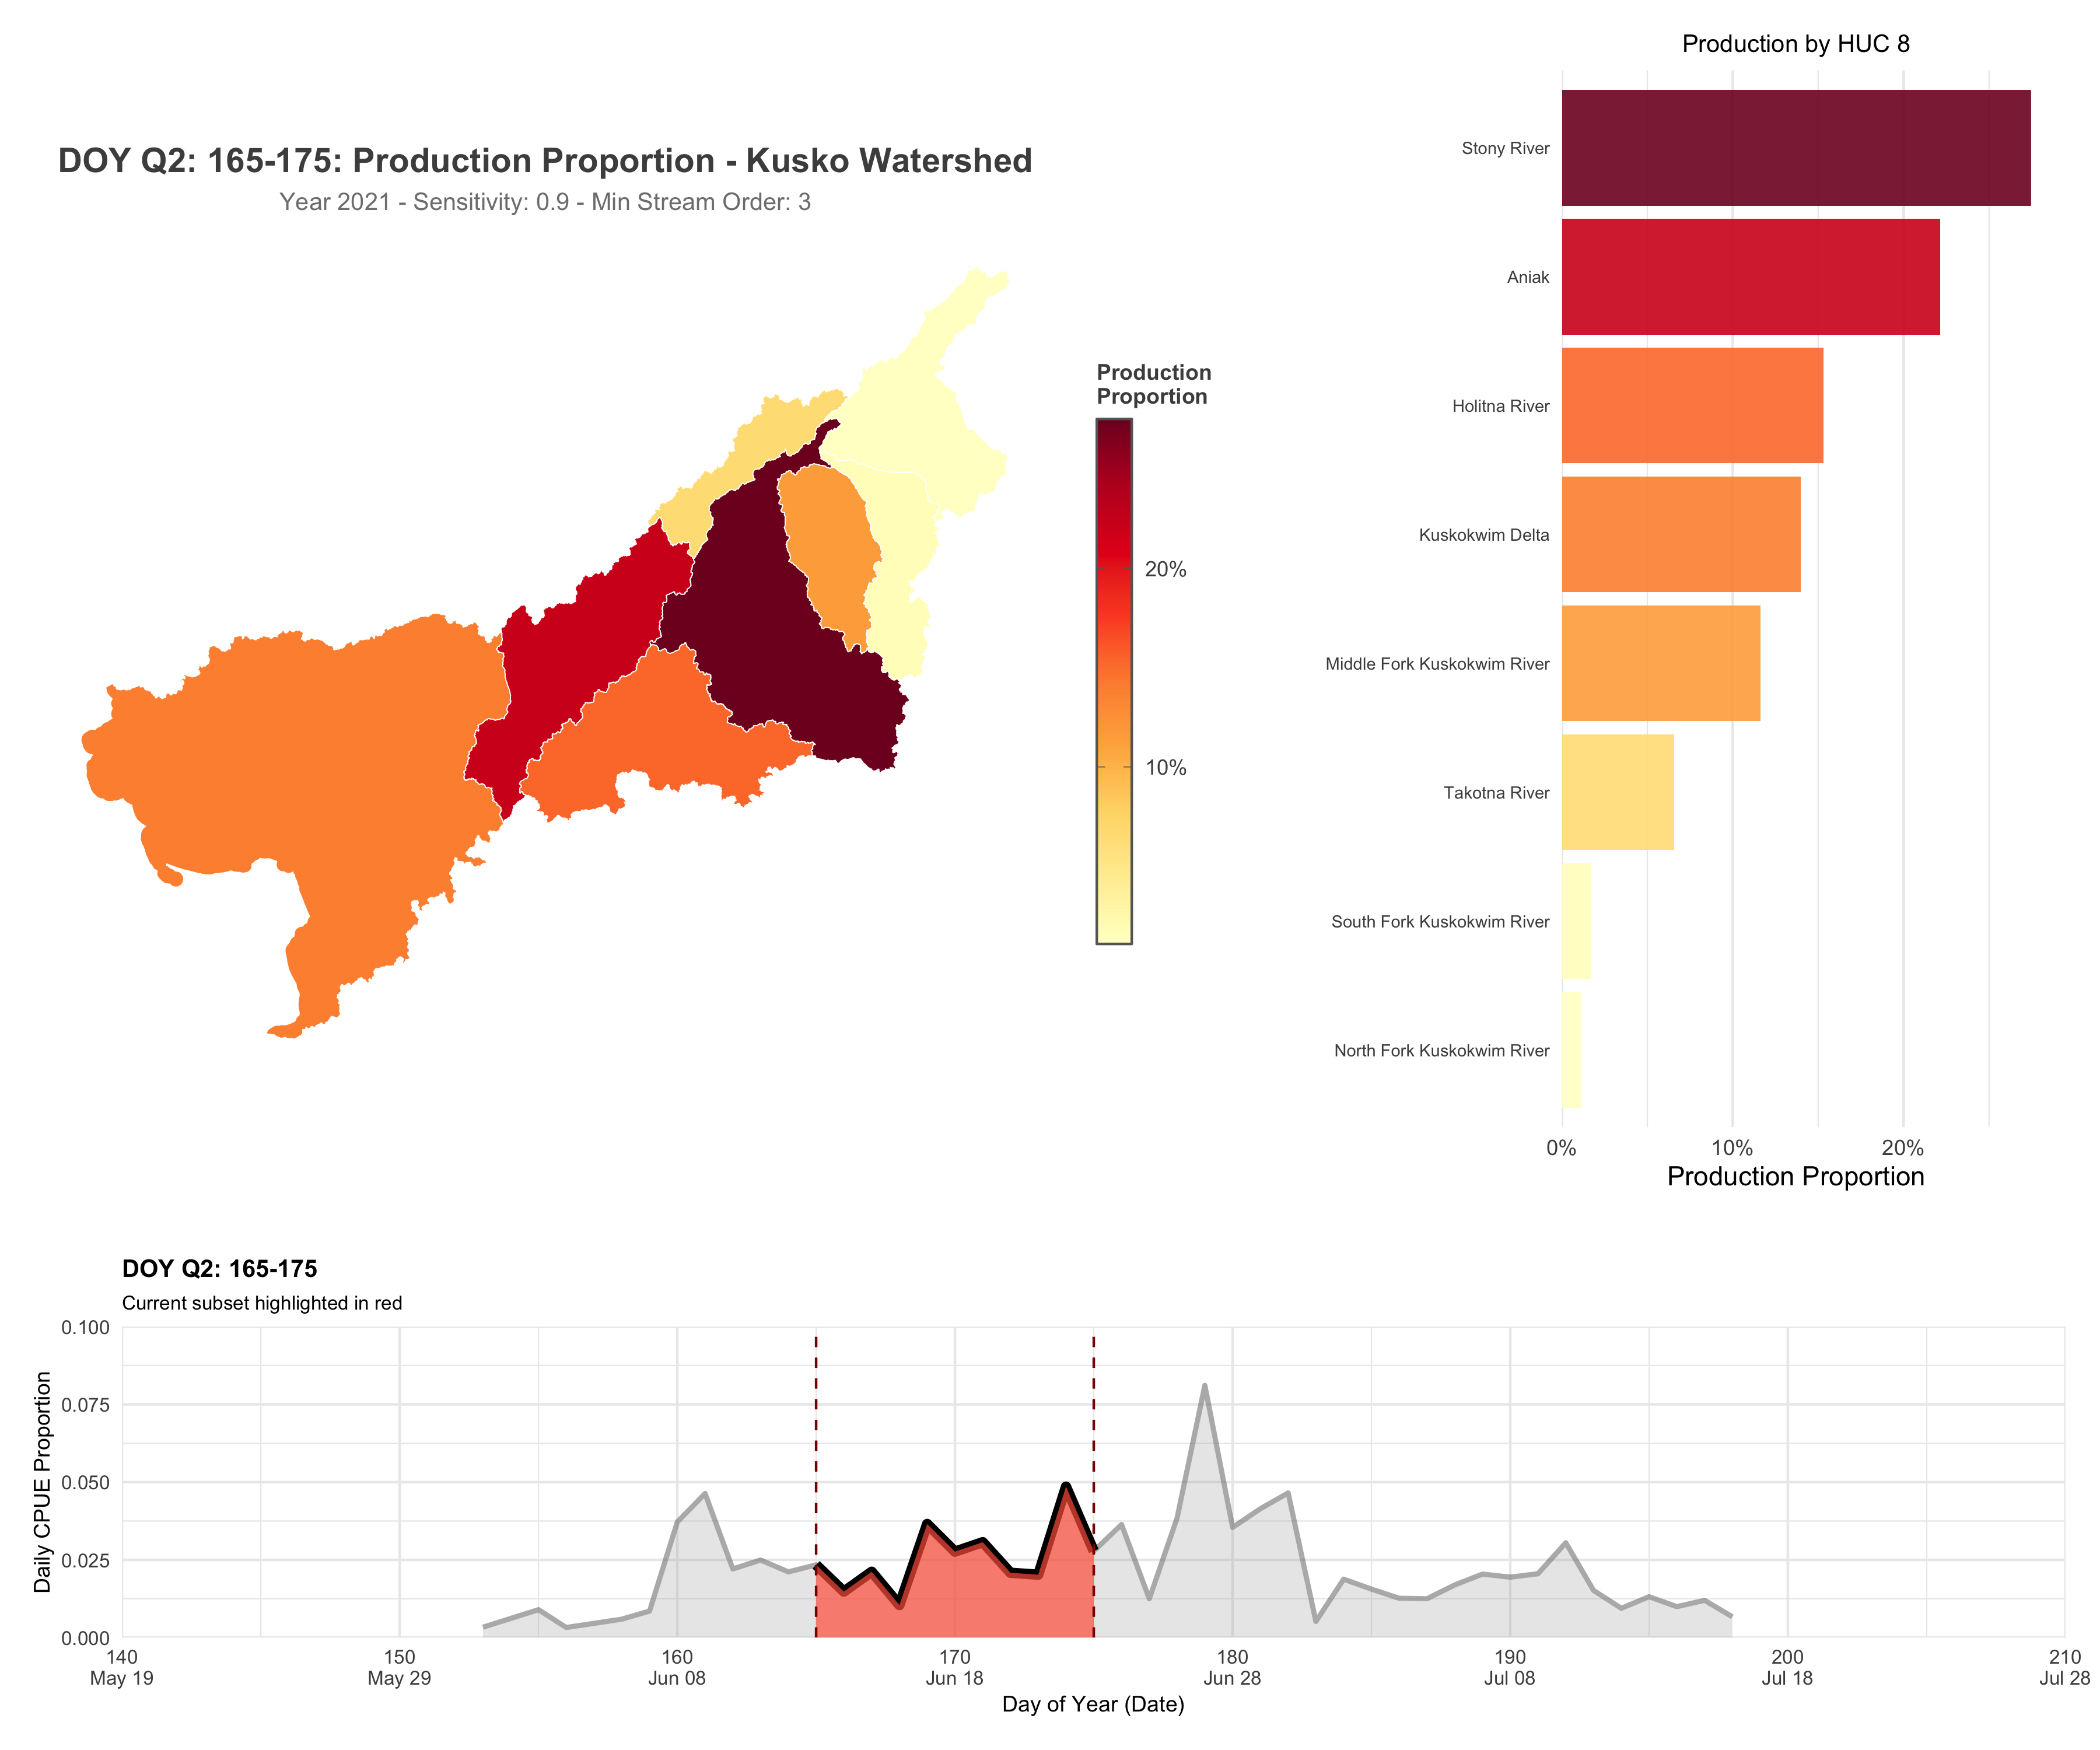 DOY Q2: 165-175: Production Proportion - Kusko Watershed
Year 2021 - Sensitivity: 0.9 - Min Stream Order: 3
Production
Proportion
20%
10%
Production by HUC 8
Stony River
Aniak
Holitna River
Kuskokwim Delta
Middle Fork Kuskokwim River
Takotna River
South Fork Kuskokwim River
North Fork Kuskokwim River
0% 10% 20%
Production Proportion
DOY Q2: 165-175
Current subset highlighted in red
Daily CPUE Proportion
0.100
0.075
0.050
0.025
0.000
140 150 160 170 180 190 200 210
May 19 May 29 Jun 08 Jun 18 Jun 28 Jul 08 Jul 18 Jul 28
Day of Year (Date)